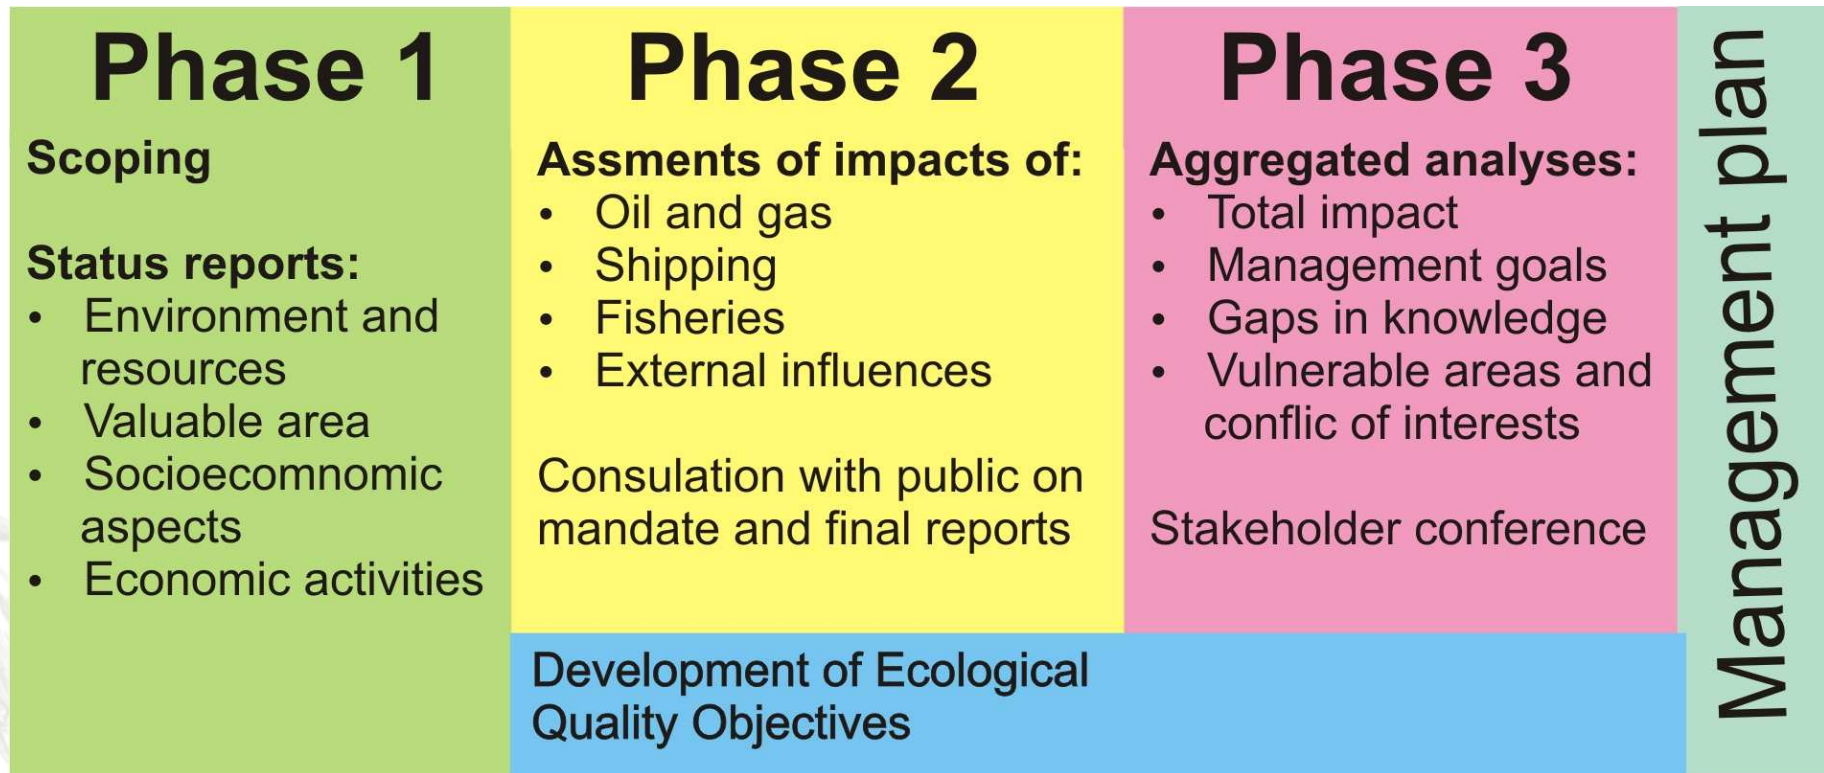 Phase 1
Scoping
Status reports:
• Environment and
resources
• Valuable area
• Socioecomnomic
aspects
• Economic activities
Phase 2
Assments of impacts of:
• Oil and gas
• Shipping
• Fisheries
• External influences
Consulation with public on
mandate and final reports
Phase 3
Aggregated analyses:
• Total impact
• Management goals
• Gaps in knowledge
• Vulnerable areas and
conflic of interests
Stakeholder conference
Development of Ecological
Quality Objectives
Management plan